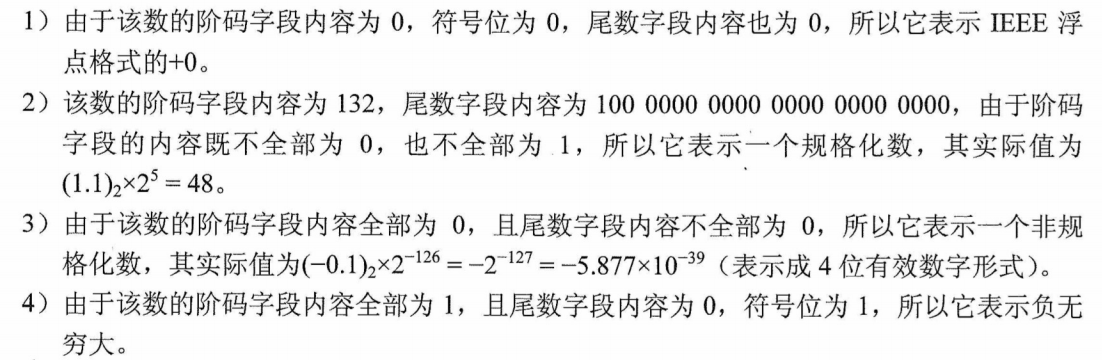 1）由于该数的阶码字段内容为 0，符号位为 0，尾数字段内容也为 0，所以它表示 IEEE 浮
点格式的+0。
2）该数的阶码字段内容为 132，尾数字段内容为 100 0000 0000 0000 0000 0000，由于阶码
字段的内容既不全部为 0，也不全部为 1，所以它表示一个规格化数，其实际值为
(1.1)₂×2⁵ = 48。
3）由于该数的阶码字段内容全部为 0，且尾数字段内容不全部为 0，所以它表示一个非规
格化数，其实际值为(−0.1)₂×2⁻¹²⁶ = −2⁻¹²⁷ = −5.877×10⁻³⁹（表示成 4 位有效数字形式）。
4）由于该数的阶码字段内容全部为 1，且尾数字段内容为 0，符号位为 1，所以它表示负无
穷大。